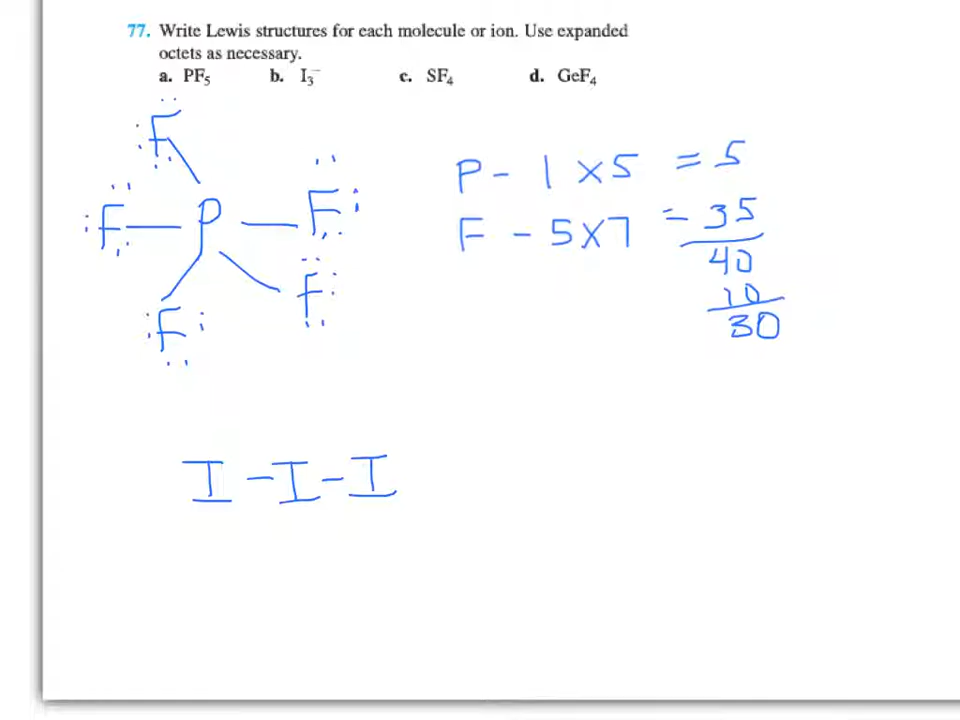 77. Write Lewis structures for each molecule or ion. Use expanded
octets as necessary.
a. PF5 b. I3⁻ c. SF4 d. GeF4
F
F P F
F F
P - 1 × 5 = 5
F - 5 × 7 = 35
40
10
30
I - I - I